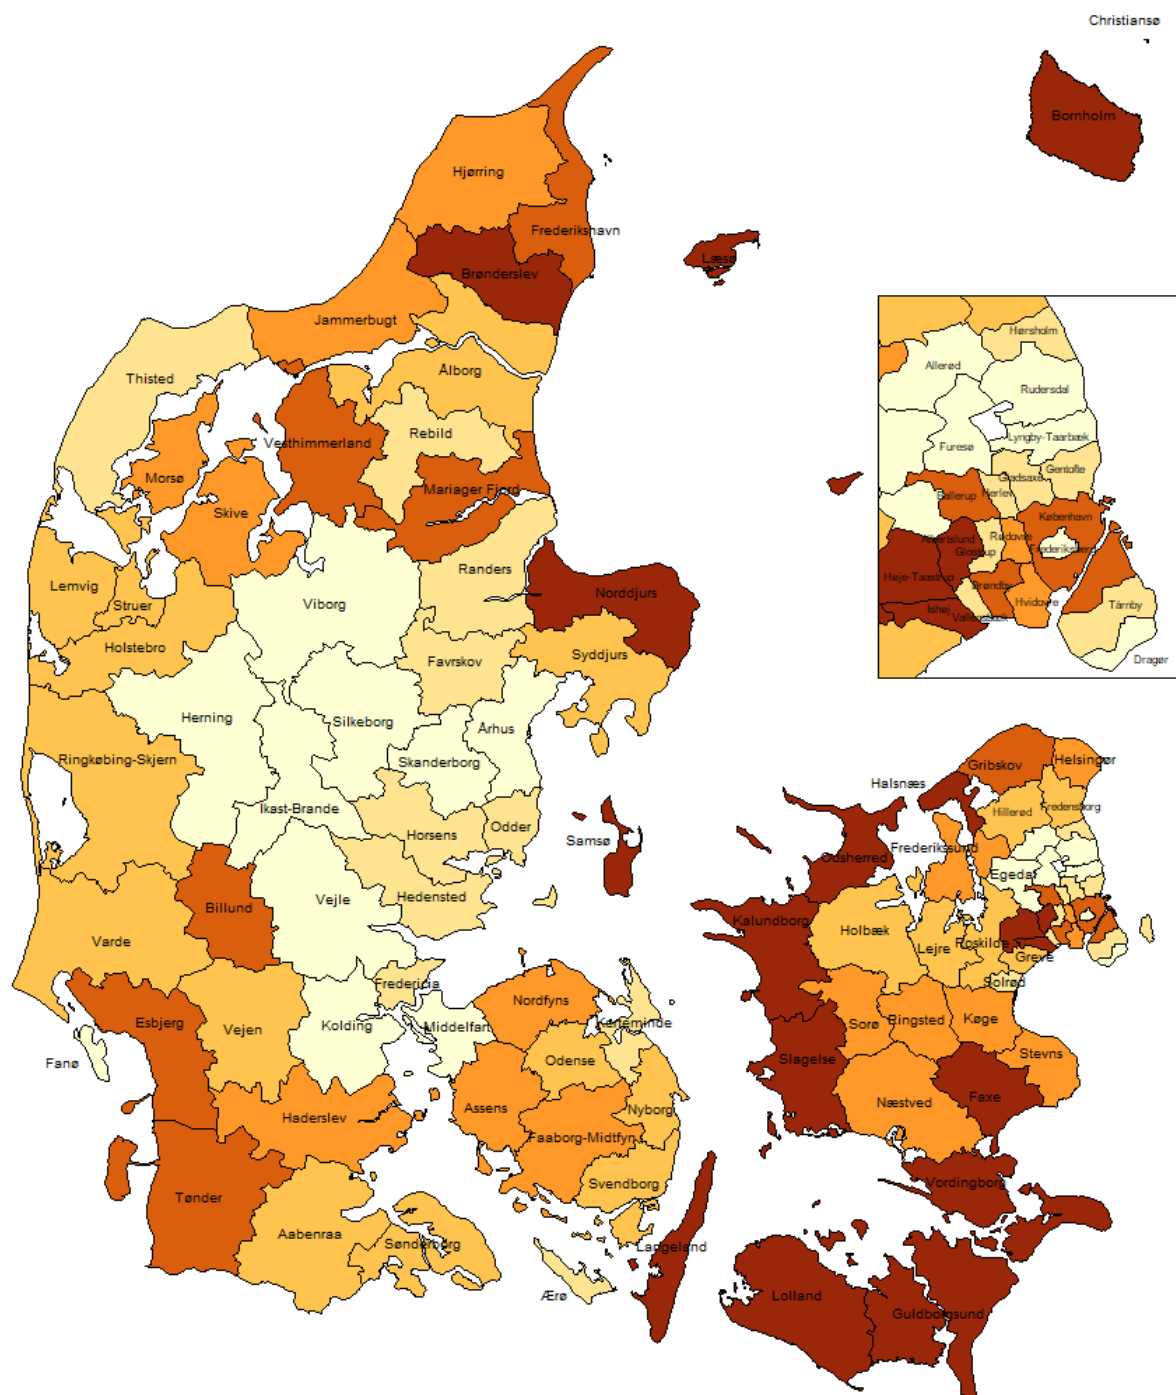 Christiansø
Bornholm
Hjørring
Frederikshavn
Læsø
Brønderslev
Jammerbugt
Thisted
Ålborg
Rebild
Vesthimmerland
Morsø
Mariager Fjord
Skive
Randers
Lemvig
Struer
Viborg
Norddjurs
Holstebro
Favrskov
Syddjurs
Herning
Silkeborg
Århus
Ringkøbing-Skjern
Skanderborg
Ikast-Brande
Horsens
Odder
Samsø
Hedensted
Vejle
Billund
Varde
Fredericia
Esbjerg
Vejen
Kolding
Middelfart
Nordfyns
Kerteminde
Fanø
Odense
Haderslev
Assens
Nyborg
Faaborg-Midtfyn
Svendborg
Tønder
Aabenraa
Sønderborg
Langeland
Ærø
Hørsholm
Allerød
Rudersdal
Furesø
Lyngby-Taarbæk
Gentofte
Gladsaxe
Ballerup
Herlev
København
Albertslund
Rødovre
Glostrup
Frederiksberg
Høje-Taastrup
Brøndby
Ishøj
Hvidovre
Vallensbæk
Tårnby
Dragør
Gribskov
Helsingør
Halsnæs
Hillerød
Fredensborg
Odsherred
Frederikssund
Egedal
Kalundborg
Holbæk
Lejre
Roskilde
Greve
Solrød
Sorø
Ringsted
Køge
Stevns
Slagelse
Næstved
Faxe
Vordingborg
Lolland
Guldborgsund